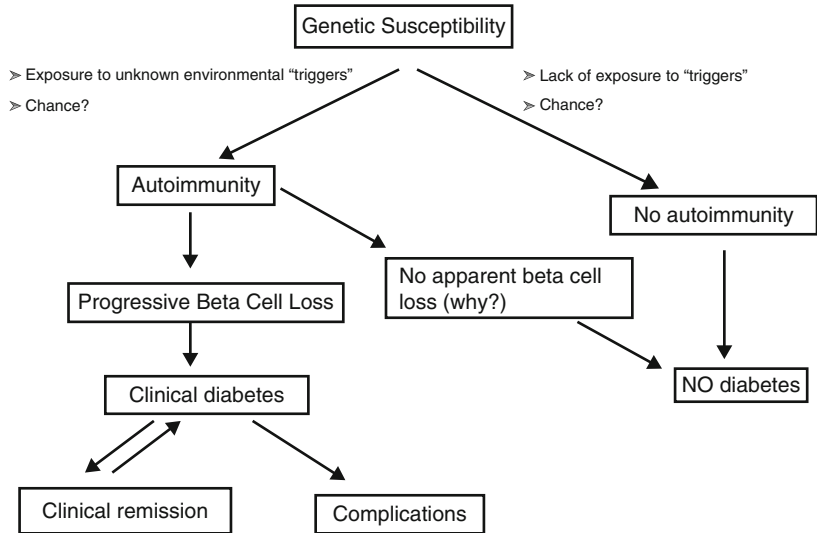 Genetic Susceptibility
➢ Exposure to unknown environmental “triggers”
➢ Chance?
➢ Lack of exposure to “triggers”
➢ Chance?
Autoimmunity
No autoimmunity
No apparent beta cell
loss (why?)
Progressive Beta Cell Loss
NO diabetes
Clinical diabetes
Clinical remission
Complications